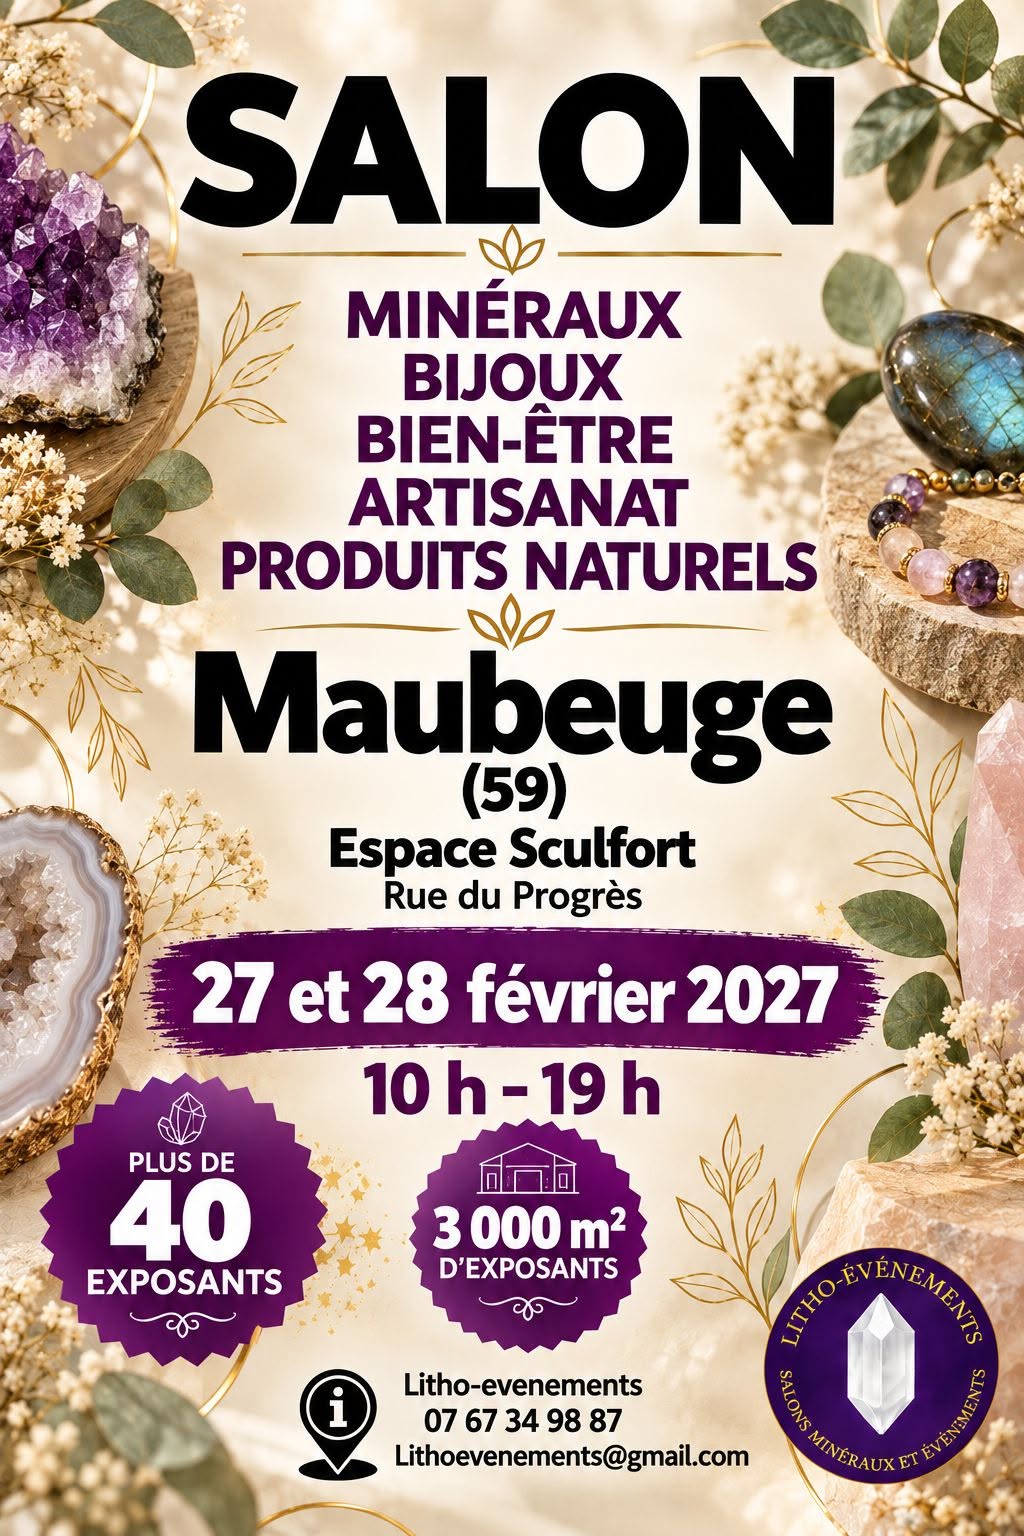 SALON
MINÉRAUX
BIJOUX
BIEN-ÊTRE
ARTISANAT
PRODUITS NATURELS
Maubeuge
(59)
Espace Sculfort
Rue du Progrès
27 et 28 février 2027
10 h - 19 h
PLUS DE
40
EXPOSANTS
3 000 m²
D'EXPOSANTS
Litho-evenements
07 67 34 98 87
Lithoevenements@gmail.com
LITHO-ÉVÉNEMENTS
SALONS MINÉRAUX ET ÉVÉNEMENTS